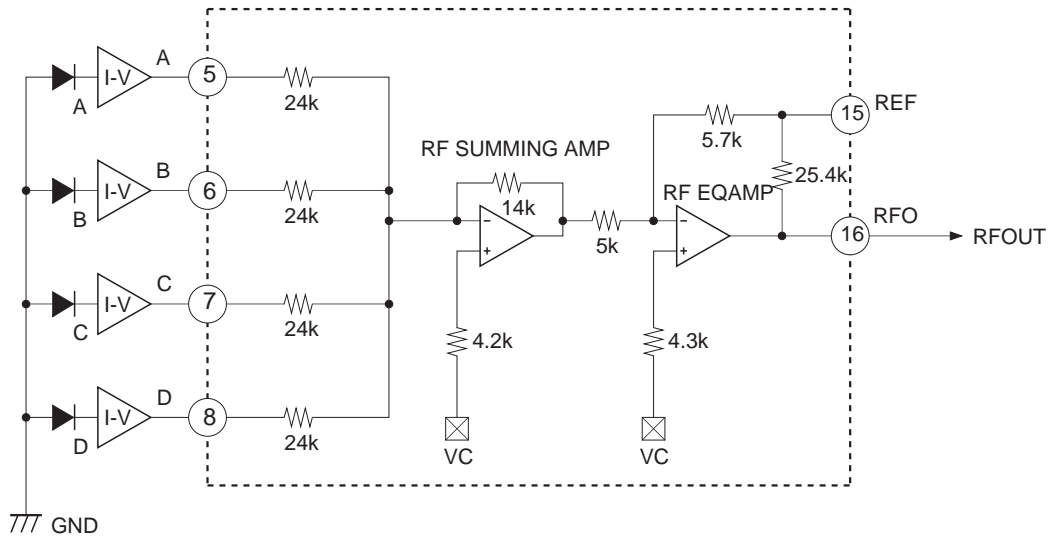 A
I-V
A
5
24k
B
I-V
B
6
24k
C
I-V
C
7
24k
D
I-V
D
8
24k
GND
RF SUMMING AMP
14k
−
+
4.2k
VC
5k
RF EQAMP
−
+
4.3k
VC
5.7k
15
REF
25.4k
16
RFO
RFOUT